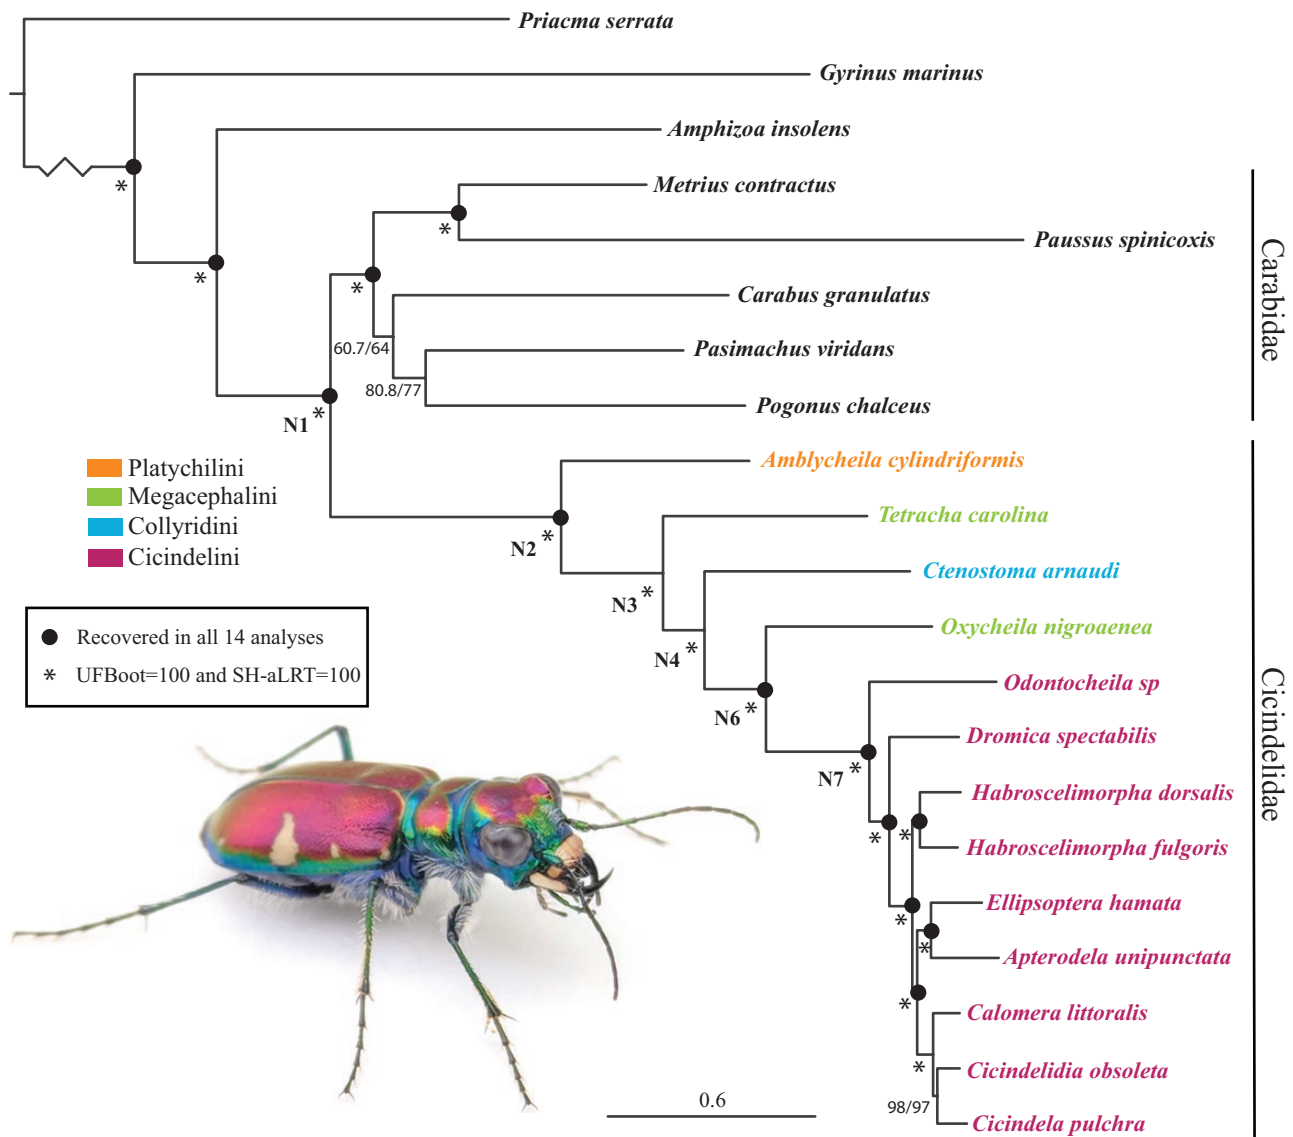 Priacma serrata
Gyrinus marinus
Amphizoa insolens
*
Metrius contractus
*
*
Paussus spinicoxis
*
Carabus granulatus
60.7/64
Pasimachus viridans
80.8/77
Pogonus chalceus
N1 *
Carabidae
Platychilini
Megacephalini
Collyridini
Cicindelini
Amblycheila cylindriformis
Tetracha carolina
N2 *
Ctenostoma arnaudi
N3 *
Oxycheila nigroaenea
N4 *
Recovered in all 14 analyses
* UFBoot=100 and SH-aLRT=100
Odontocheila sp
N6 *
Dromica spectabilis
N7 *
Habroscelimorpha dorsalis
* *
Habroscelimorpha fulgoris
Ellipsoptera hamata
*
*
Apterodela unipunctata
*
Calomera littoralis
*
Cicindelidia obsoleta
98/97
Cicindela pulchra
Cicindelidae
0.6